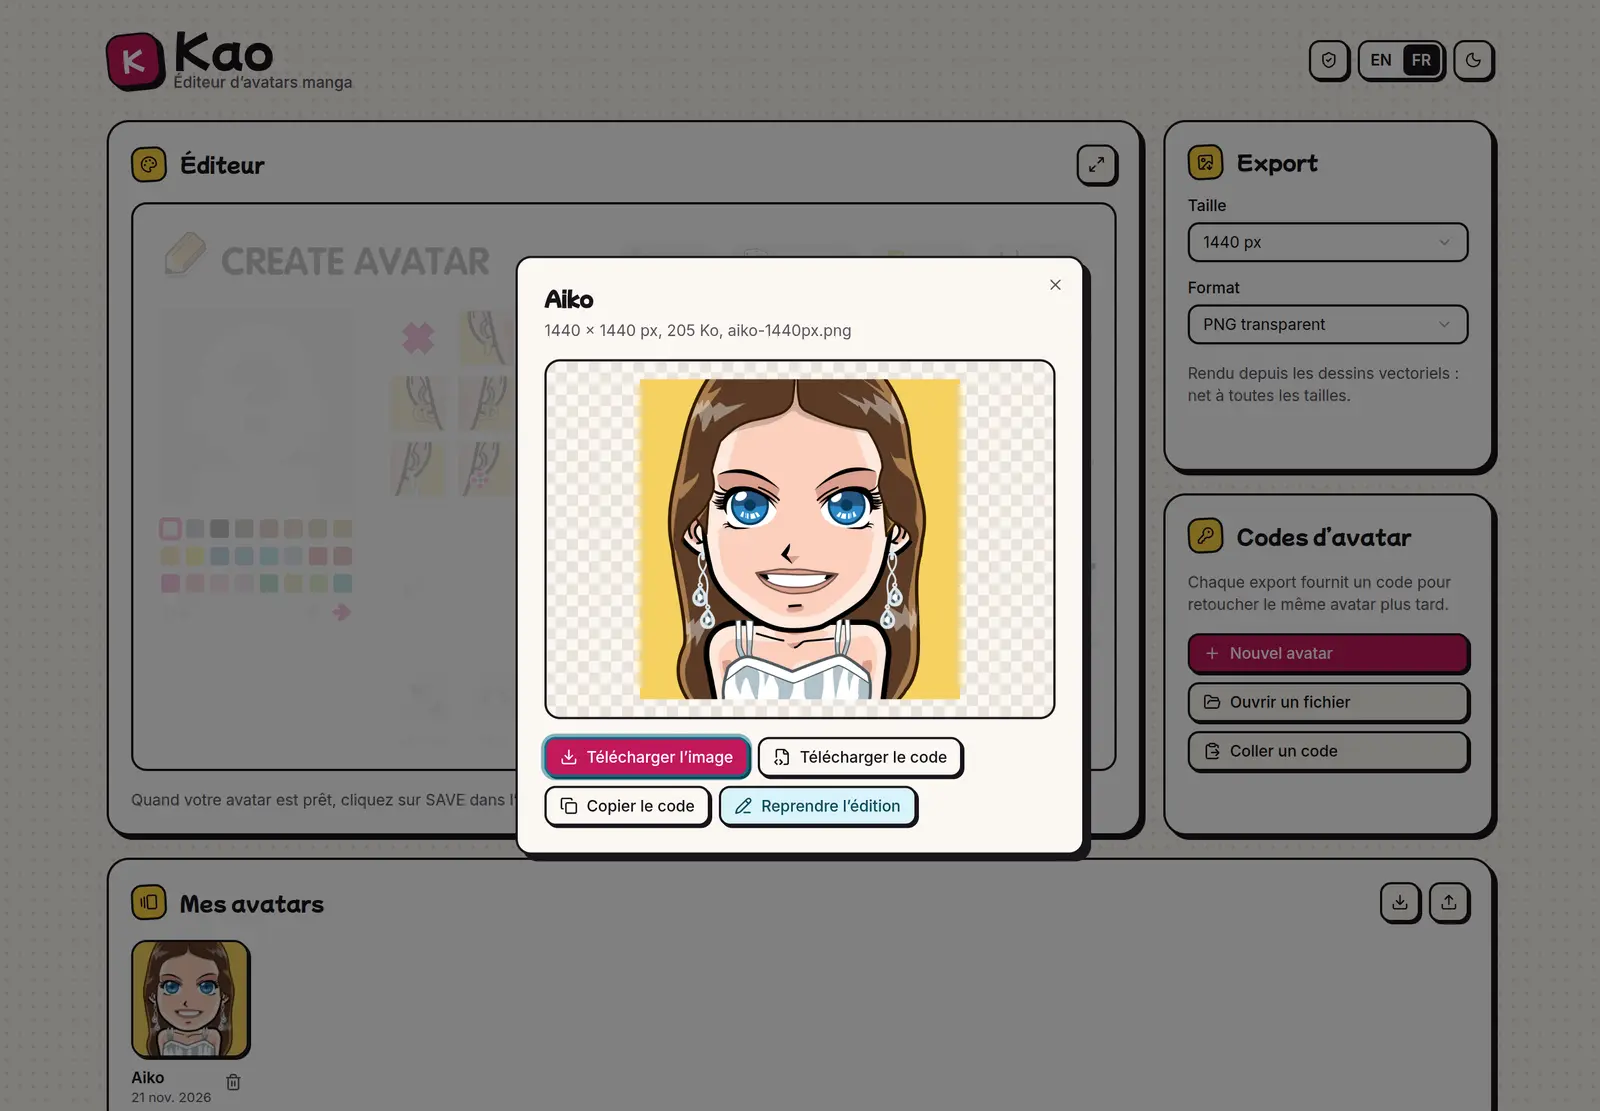 K
Kao
Éditeur d’avatars manga
EN FR
Éditeur
CREATE AVATAR
Quand votre avatar est prêt, cliquez sur SAVE dans l’
Export
Taille
1440 px
Format
PNG transparent
Rendu depuis les dessins vectoriels :
net à toutes les tailles.
Codes d’avatar
Chaque export fournit un code pour
retoucher le même avatar plus tard.
Nouvel avatar
Ouvrir un fichier
Coller un code
Aiko
1440 × 1440 px, 205 Ko, aiko-1440px.png
Télécharger l’image
Télécharger le code
Copier le code
Reprendre l’édition
Mes avatars
Aiko
21 nov. 2026